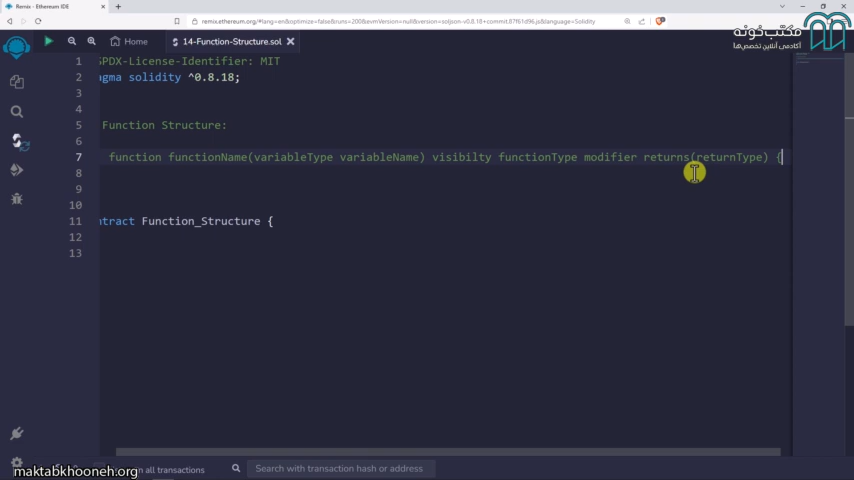 Remix - Ethereum IDE
remix.ethereum.org/#lang=en&optimize=false&runs=200&evmVersion=null&version=soljson-v0.8.18+commit.87f61d96.js&language=Solidity
مکتب‌خونه
آکادمی آنلاین تخصص‌ها
Home
14-Function-Structure.sol
1 SPDX-License-Identifier: MIT
2 agma solidity ^0.8.18;
3
4
5 Function Structure:
6
7 function functionName(variableType variableName) visibilty functionType modifier returns(returnType) {
8
9
10
11 ntract Function_Structure {
12
13
n all transactions
Search with transaction hash or address
maktabkhooneh.org